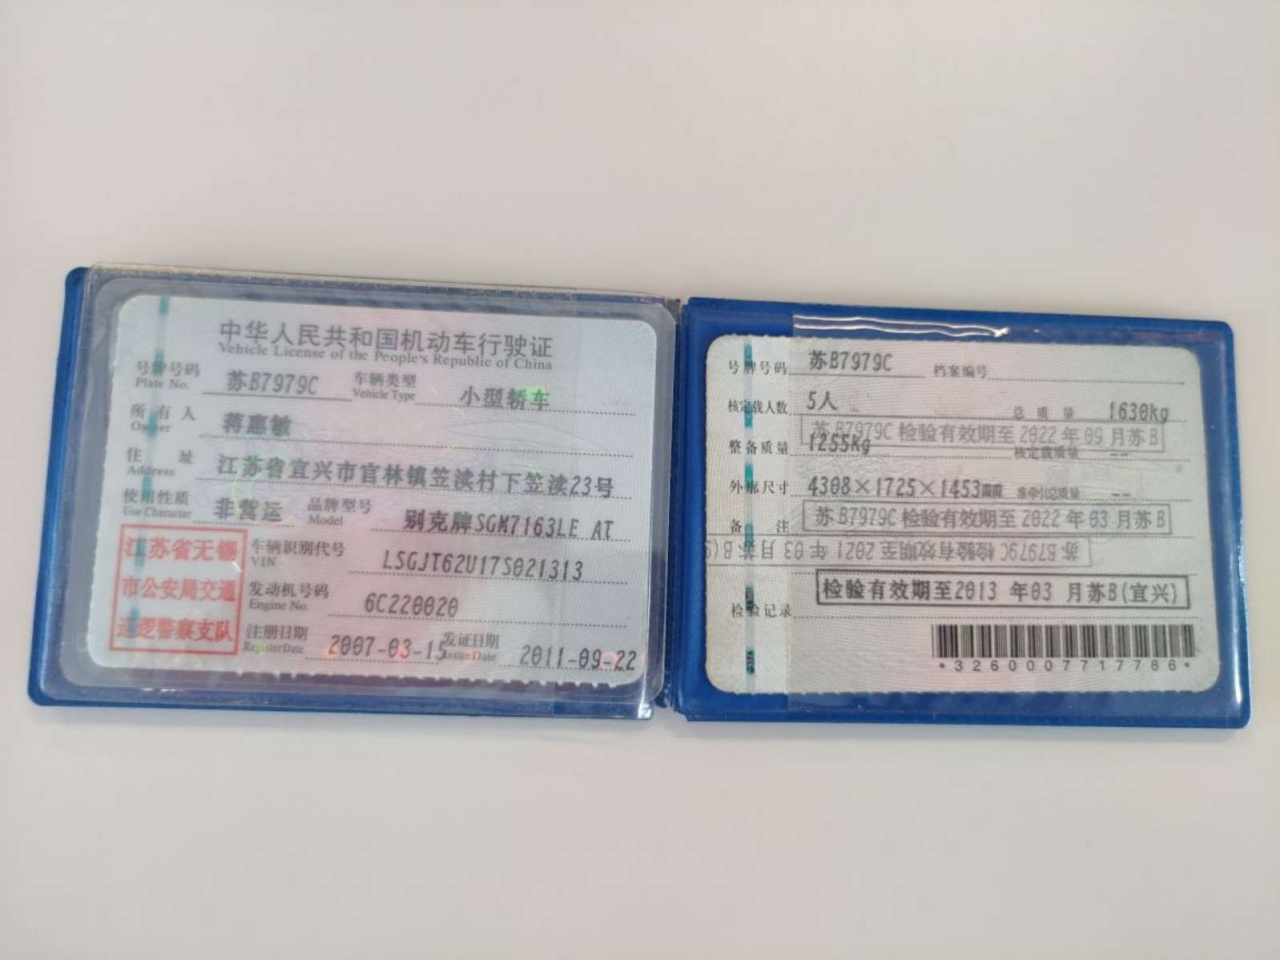 中华人民共和国机动车行驶证
Vehicle License of the People's Republic of China
号牌号码 苏B7979C 车辆类型 小型轿车
Plate No. Vehicle Type
所有人 蒋惠敏
Owner
住址 江苏省宜兴市官林镇笠渎村下笠渎23号
Address
使用性质 非营运 品牌型号 别克牌SGM7163LE AT
Use Character Model
江苏省无锡
市公安局交通
巡逻警察支队
车辆识别代号 LSGJT62U17S021313
VIN
发动机号码 6C220020
Engine No.
注册日期 2007-03-15 发证日期 2011-09-22
Register Date Issue Date
号牌号码 苏B7979C 档案编号
核定载人数 5人 总质量 1630kg
苏B7979C 检验有效期至2022年09月苏B
整备质量 1255kg 核定载质量 --
外廓尺寸 4308×1725×1453mm 准牵引总质量 --
备注 苏B7979C检验有效期至2022年03月苏B
苏B7979C 检验有效期至2021年03月苏B(9
检验有效期至2013年03月苏B(宜兴)
检验记录
*3260007717786*